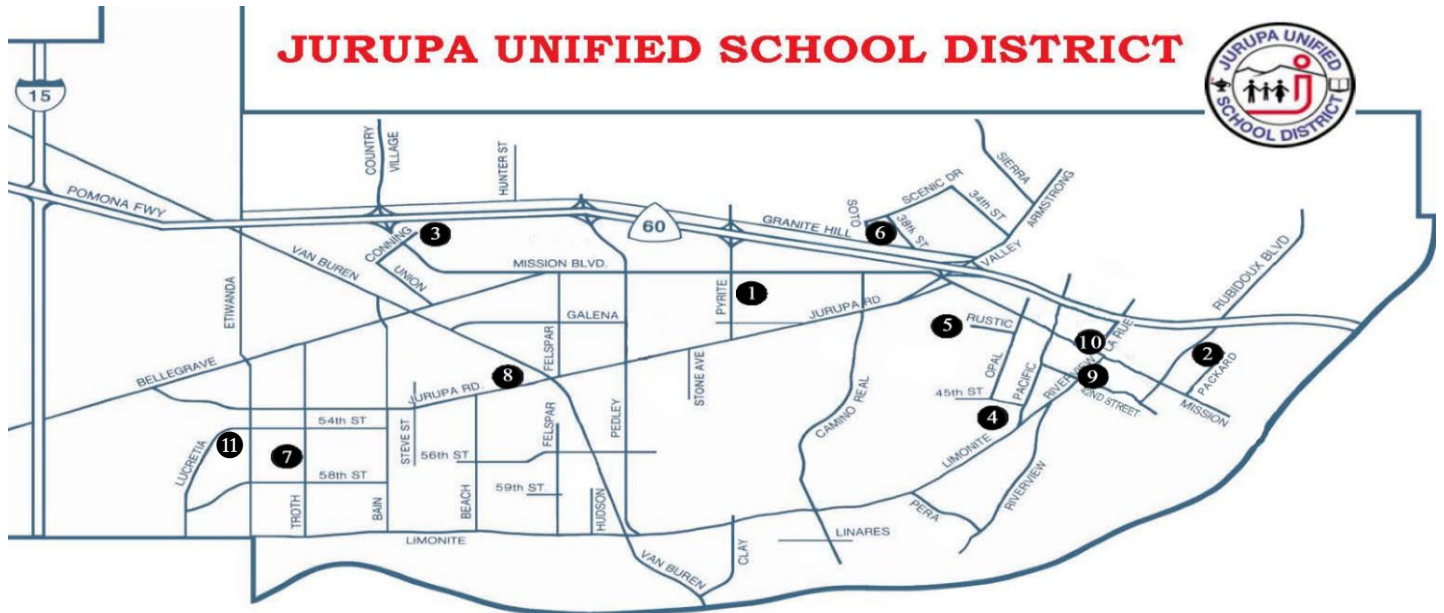 JURUPA UNIFIED SCHOOL DISTRICT
JURUPA UNIFIED
SCHOOL DISTRICT
15
POMONA FWY
COUNTRY
VILLAGE
HUNTER ST
SIERRA
SCENIC DR
34th ST
ARMSTRONG
SOTO
38th ST
6
GRANITE HILL
60
VALLEY
3
CONNING
UNION
VAN BUREN
MISSION BLVD.
ETIWANDA
PYRITE
1
JURUPA RD
RUBIDOUX BLVD
GALENA
FELSPAR
5
RUSTIC
10
LA RUE
2
PACKARD
BELLEGRAVE
8
JURUPA RD.
STONE AVE
CAMINO REAL
OPAL
PACIFIC
RIVERVIEW
9
42ND STREET
MISSION
45th ST
4
54th ST
STEVE ST.
FELSPAR
PEDLEY
LIMONITE
11
7
LUCRETIA
56th ST
58th ST
59th ST
TROTH
BAIN
BEACH
HUDSON
PERA
RIVERVIEW
LIMONITE
VAN BUREN
CLAY
LINARES